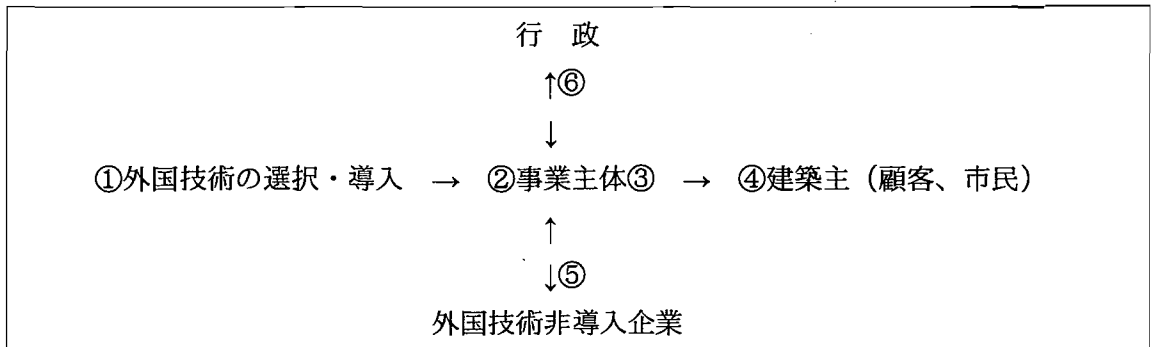 行 政
↑⑥
↓
①外国技術の選択・導入 → ②事業主体③ → ④建築主（顧客、市民）
↑
↓⑤
外国技術非導入企業